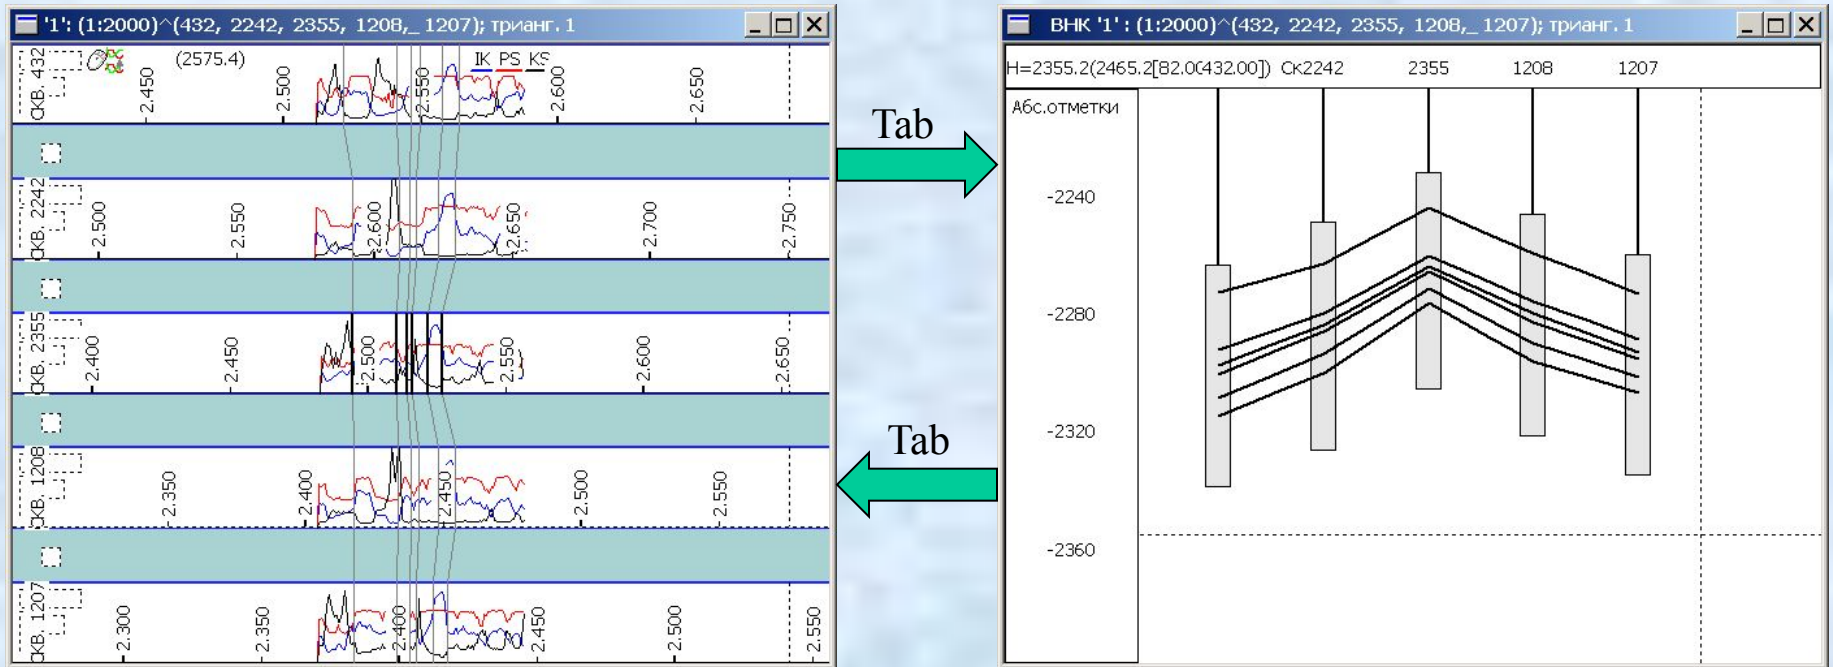 '1': (1:2000)^(432, 2242, 2355, 1208,_ 1207); трианг. 1
СКВ. 432
(2575.4)
IK PS KS
2.450 2.500 2.550 2.600 2.650
СКВ. 2242
2.500 2.550 2.600 2.650 2.700 2.750
СКВ. 2355
2.400 2.450 2.500 2.550 2.600 2.650
СКВ. 1208
2.350 2.400 2.450 2.500 2.550
СКВ. 1207
2.300 2.350 2.400 2.450 2.500 2.550
Tab
Tab
ВНК '1': (1:2000)^(432, 2242, 2355, 1208,_ 1207); трианг. 1
H=2355.2(2465.2[82.0(432.00]) Ск2242 2355 1208 1207
Абс.отметки
-2240
-2280
-2320
-2360